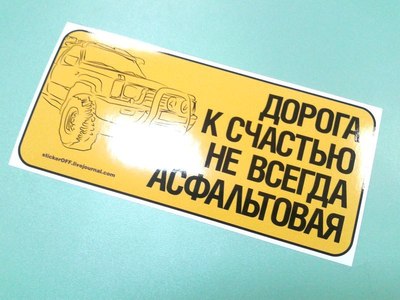 ДОРОГА
К СЧАСТЬЮ
НЕ ВСЕГДА
АСФАЛЬТОВАЯ
stickerOFF.livejournal.com